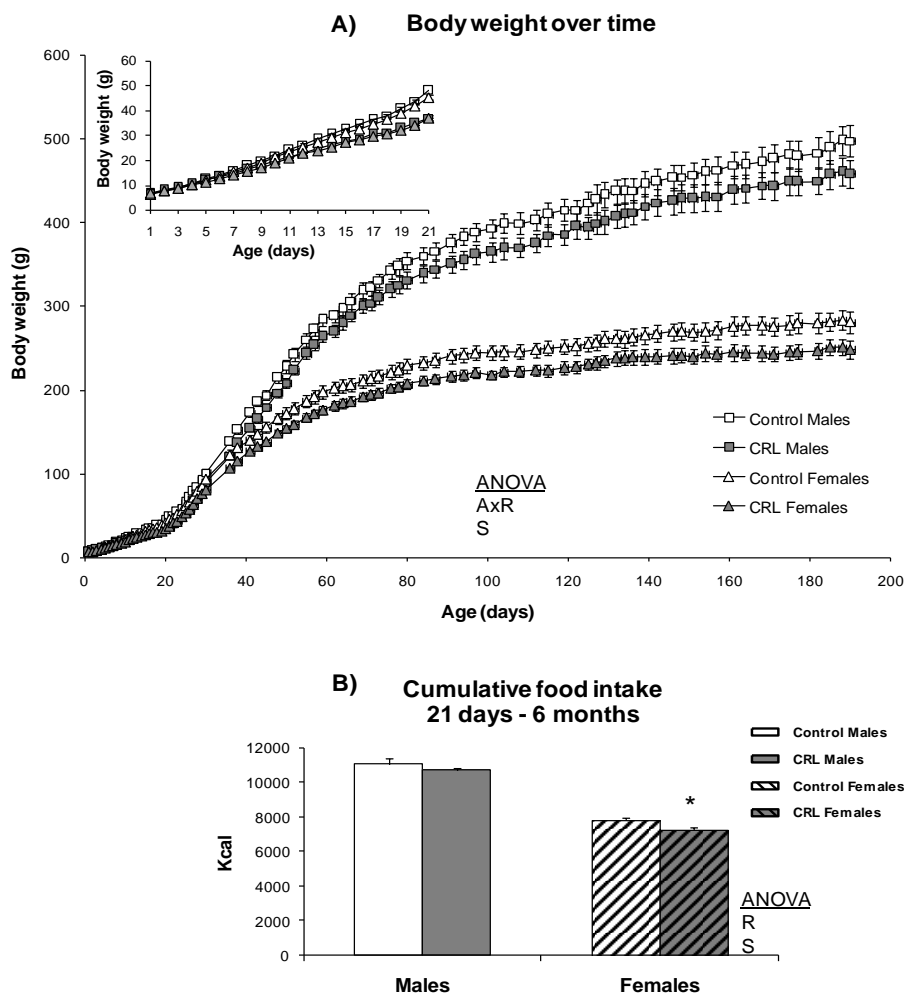 A) Body weight over time
Body weight (g)
600
500
400
300
200
100
0
Body weight (g)
60
50
40
30
20
10
0
1 3 5 7 9 11 13 15 17 19 21
Age (days)
Control Males
CRL Males
Control Females
CRL Females
ANOVA
AxR
S
0 20 40 60 80 100 120 140 160 180 200
Age (days)
B) Cumulative food intake
21 days - 6 months
Kcal
12000
10000
8000
6000
4000
2000
0
*
Control Males
CRL Males
Control Females
CRL Females
ANOVA
R
S
Males Females